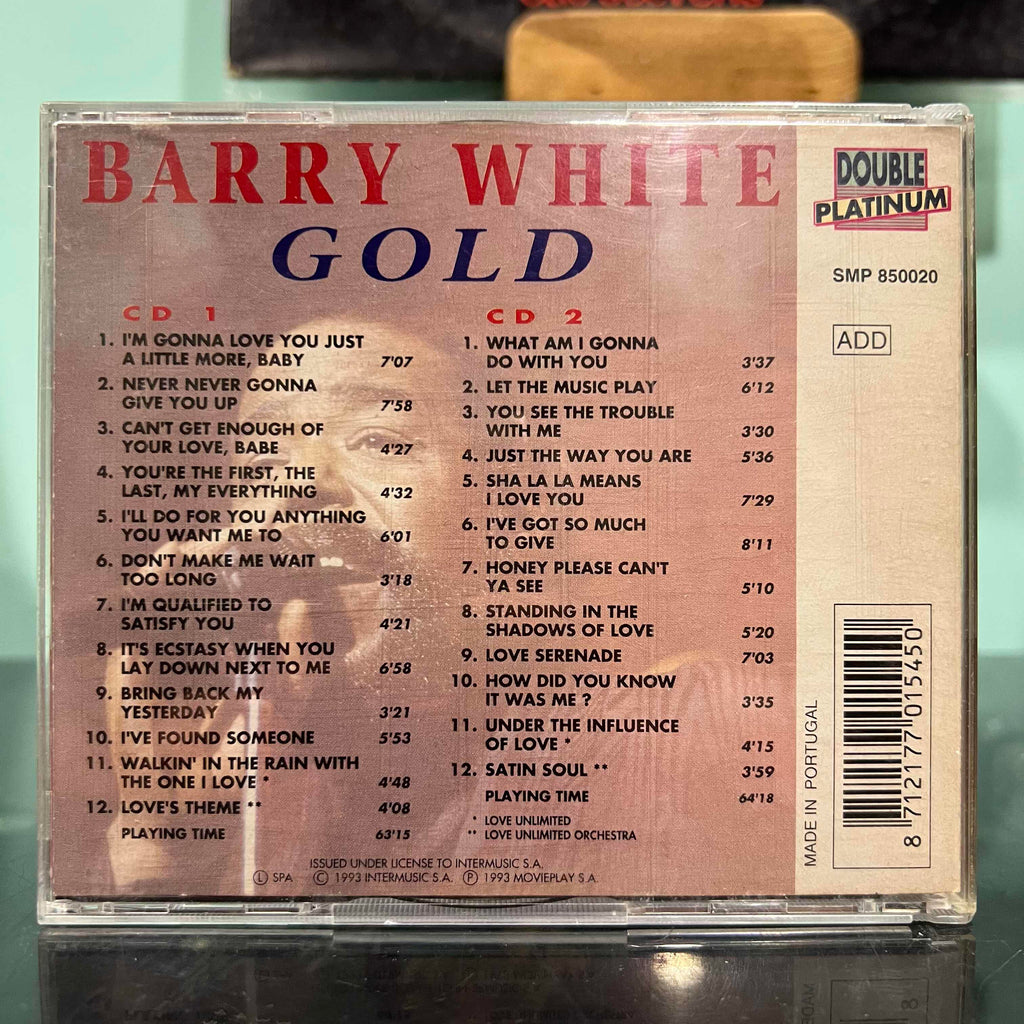 BARRY WHITE
GOLD
CD 1
1. I'M GONNA LOVE YOU JUST
A LITTLE MORE, BABY 7'07
2. NEVER NEVER GONNA
GIVE YOU UP 7'58
3. CAN'T GET ENOUGH OF
YOUR LOVE, BABE 4'27
4. YOU'RE THE FIRST, THE
LAST, MY EVERYTHING 4'32
5. I'LL DO FOR YOU ANYTHING
YOU WANT ME TO 6'01
6. DON'T MAKE ME WAIT
TOO LONG 3'18
7. I'M QUALIFIED TO
SATISFY YOU 4'21
8. IT'S ECSTASY WHEN YOU
LAY DOWN NEXT TO ME 6'58
9. BRING BACK MY
YESTERDAY 3'21
10. I'VE FOUND SOMEONE 5'53
11. WALKIN' IN THE RAIN WITH
THE ONE I LOVE * 4'48
12. LOVE'S THEME ** 4'08
PLAYING TIME 63'15
CD 2
1. WHAT AM I GONNA
DO WITH YOU 3'37
2. LET THE MUSIC PLAY 6'12
3. YOU SEE THE TROUBLE
WITH ME 3'30
4. JUST THE WAY YOU ARE 5'36
5. SHA LA LA MEANS
I LOVE YOU 7'29
6. I'VE GOT SO MUCH
TO GIVE 8'11
7. HONEY PLEASE CAN'T
YA SEE 5'10
8. STANDING IN THE
SHADOWS OF LOVE 5'20
9. LOVE SERENADE 7'03
10. HOW DID YOU KNOW
IT WAS ME ? 3'35
11. UNDER THE INFLUENCE
OF LOVE * 4'15
12. SATIN SOUL ** 3'59
PLAYING TIME 64'18
* LOVE UNLIMITED
** LOVE UNLIMITED ORCHESTRA
ISSUED UNDER LICENSE TO INTERMUSIC S.A.
Ⓛ SPA © 1993 INTERMUSIC S.A. ℗ 1993 MOVIEPLAY S.A.
DOUBLE
PLATINUM
SMP 850020
ADD
MADE IN PORTUGAL
8 712177 015450